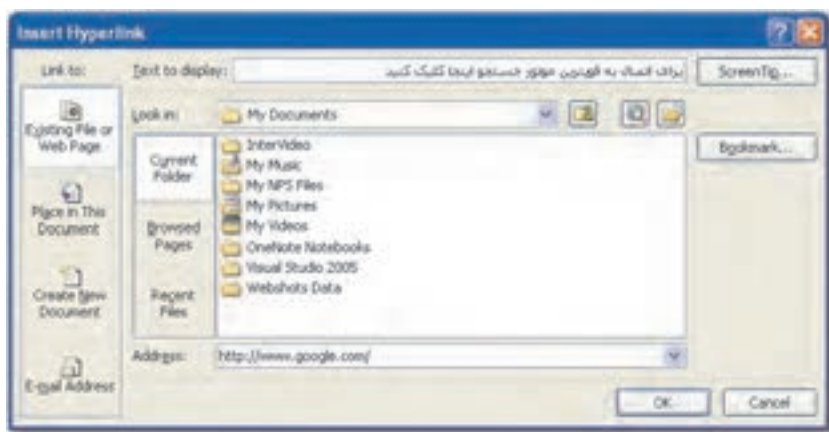 Insert Hyperlink
Link to:
Text to display:
برای اتصال به قویترین موتور جستجو اینجا کلیک کنید
ScreenTip...
Existing File or Web Page
Look in:
My Documents
Bookmark...
Current Folder
InterVideo
My Music
My NPS Files
My Pictures
My Videos
OneNote Notebooks
Visual Studio 2005
Webshots Data
Place in This Document
Browsed Pages
Create New Document
Recent Files
E-mail Address
Address:
http://www.google.com/
OK
Cancel